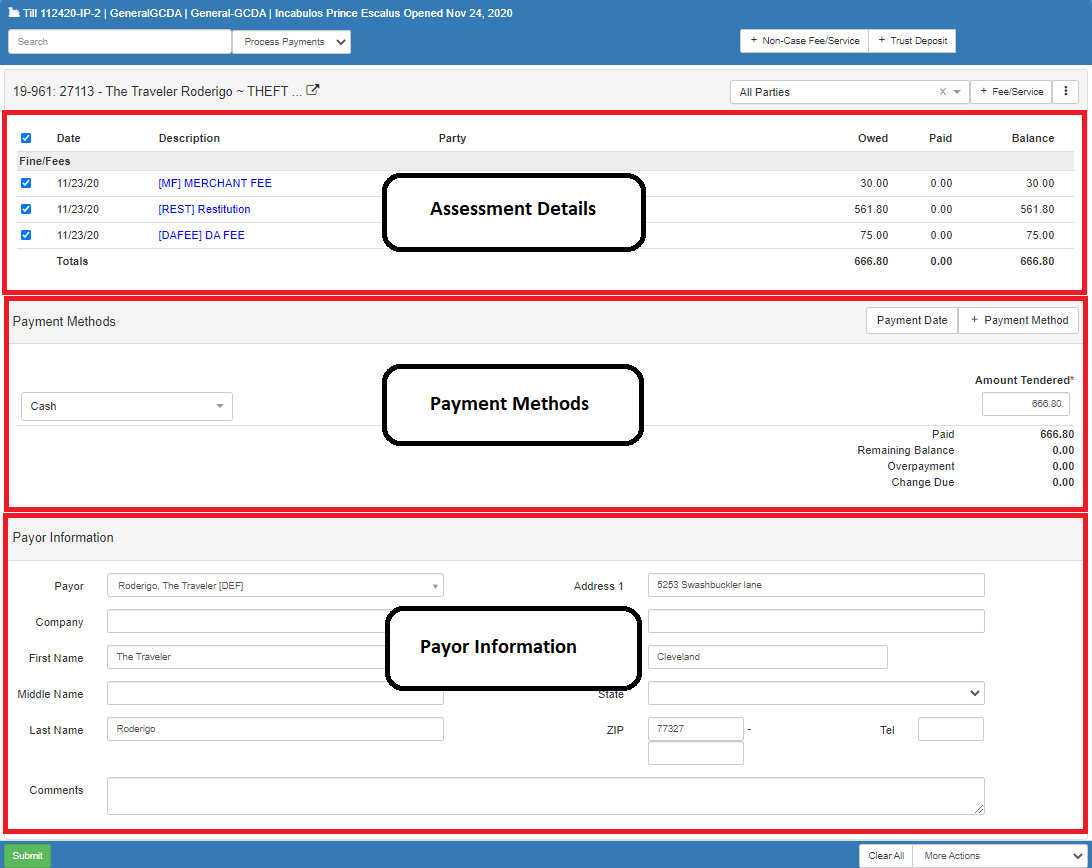 Till 112420-IP-2 | GeneralGCDA | General-GCDA | Incabulos Prince Escalus Opened Nov 24, 2020
Search Process Payments + Non-Case Fee/Service + Trust Deposit
19-961: 27113 - The Traveler Roderigo ~ THEFT ... All Parties × + Fee/Service
Date Description Party Owed Paid Balance
Fine/Fees
11/23/20 [MF] MERCHANT FEE 30.00 0.00 30.00
11/23/20 [REST] Restitution 561.80 0.00 561.80
11/23/20 [DAFEE] DA FEE 75.00 0.00 75.00
Totals 666.80 0.00 666.80
Assessment Details
Payment Methods Payment Date + Payment Method
Amount Tendered*
Cash 666.80
Payment Methods
Paid 666.80
Remaining Balance 0.00
Overpayment 0.00
Change Due 0.00
Payor Information
Payor Roderigo, The Traveler [DEF] Address 1 5253 Swashbuckler lane
Company
Payor Information
First Name The Traveler Cleveland
Middle Name State
Last Name Roderigo ZIP 77327 - Tel
Comments
Submit Clear All More Actions